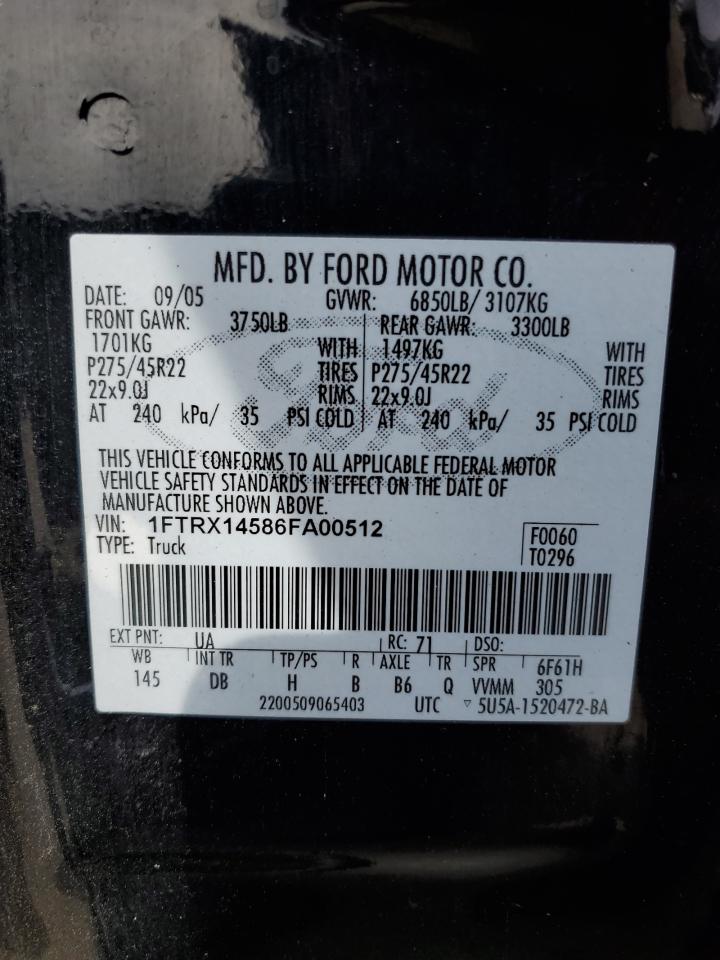 MFD. BY FORD MOTOR CO.
DATE: 09/05 GVWR: 6850LB/ 3107KG
FRONT GAWR: 3750LB REAR GAWR: 3300LB
1701KG WITH 1497KG WITH
P275/45R22 TIRES P275/45R22 TIRES
22x9.0J RIMS 22x9.0J RIMS
AT 240 kPa/ 35 PSI COLD AT 240 kPa/ 35 PSI COLD
Ford
THIS VEHICLE CONFORMS TO ALL APPLICABLE FEDERAL MOTOR
VEHICLE SAFETY STANDARDS IN EFFECT ON THE DATE OF
MANUFACTURE SHOWN ABOVE.
VIN: 1FTRX14586FA00512 F0060
TYPE: Truck T0296
EXT PNT: UA RC: 71 DSO:
WB INT TR TP/PS R AXLE TR SPR 6F61H
145 DB H B B6 Q VVMM 305
2200509065403 UTC ▽ 5U5A-1520472-BA